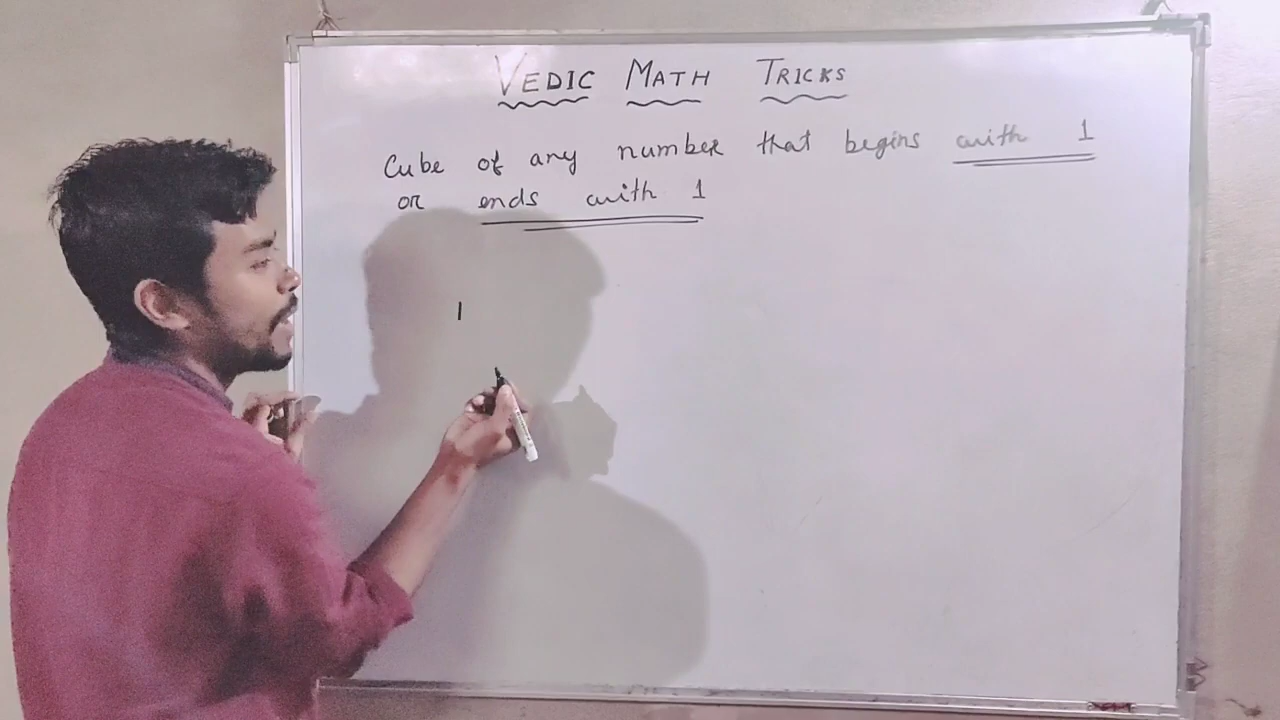 VEDIC MATH TRICKS
Cube of any number that begins with 1
or ends with 1
1